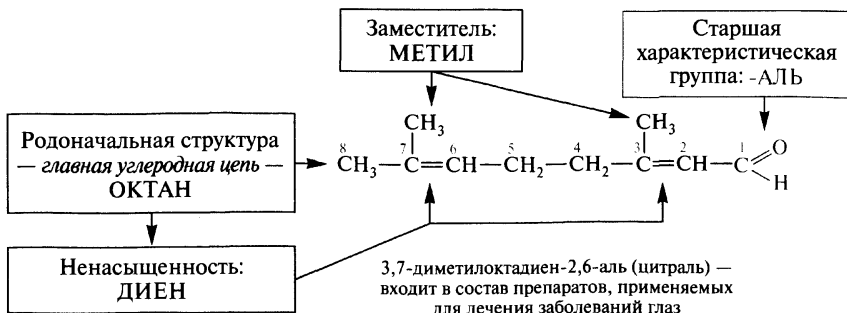 Заместитель:
МЕТИЛ
Старшая
характеристическая
группа: -АЛЬ
Родоначальная структура
— главная углеродная цепь —
ОКТАН
CH₃ CH₃
8 7 6 5 4 3 2 1 O
CH₃—C=CH—CH₂—CH₂—C=CH—C
H
Ненасыщенность:
ДИЕН
3,7-диметилоктадиен-2,6-аль (цитраль) —
входит в состав препаратов, применяемых
для лечения заболеваний глаз